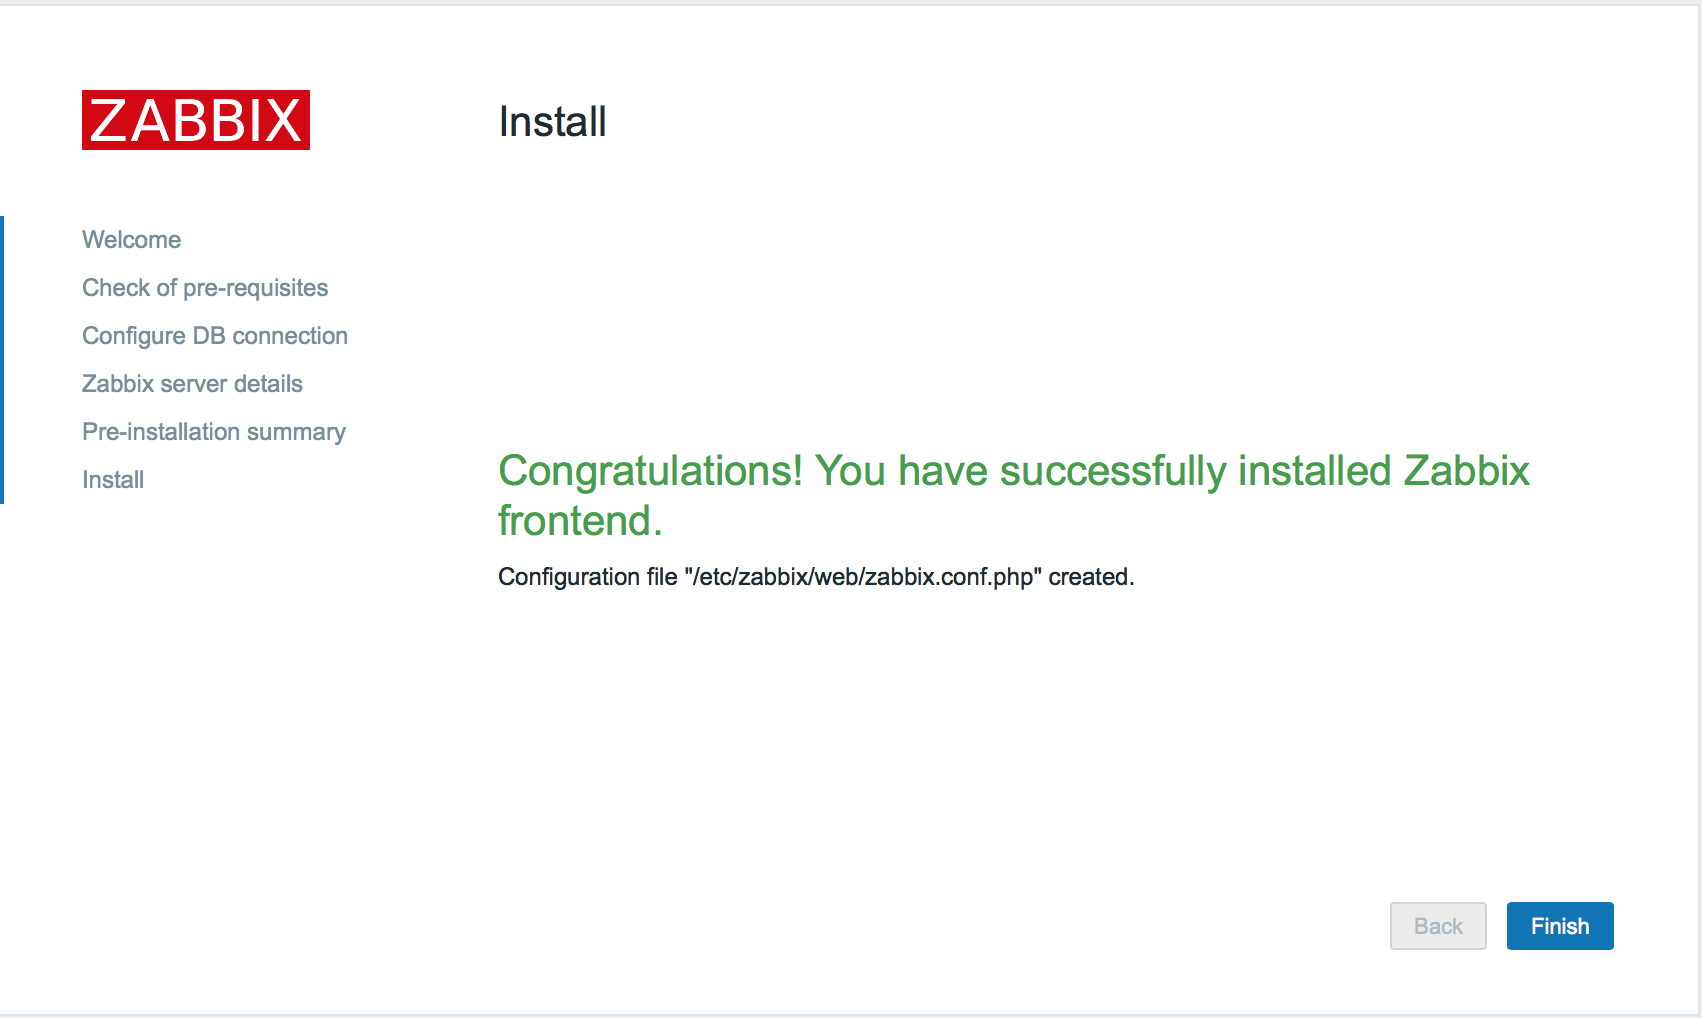 ZABBIX
Install
Welcome
Check of pre-requisites
Configure DB connection
Zabbix server details
Pre-installation summary
Install
Congratulations! You have successfully installed Zabbix
frontend.
Configuration file "/etc/zabbix/web/zabbix.conf.php" created.
Back
Finish